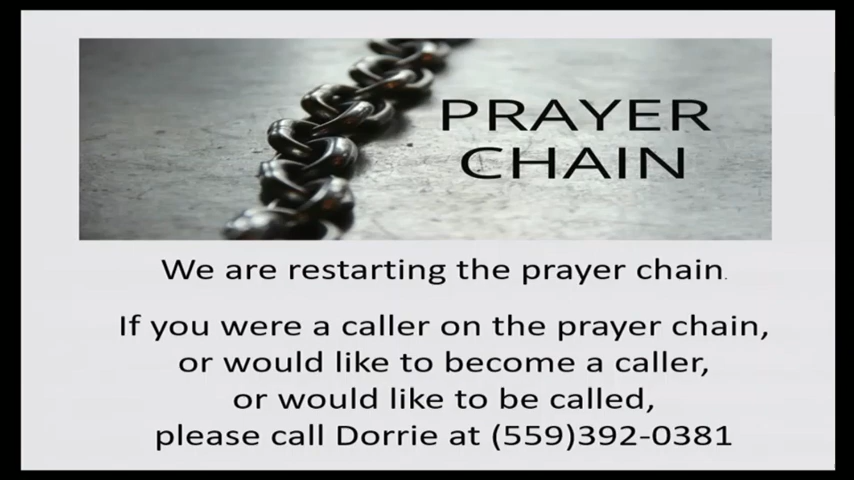 PRAYER
CHAIN
We are restarting the prayer chain.
If you were a caller on the prayer chain,
or would like to become a caller,
or would like to be called,
please call Dorrie at (559)392-0381